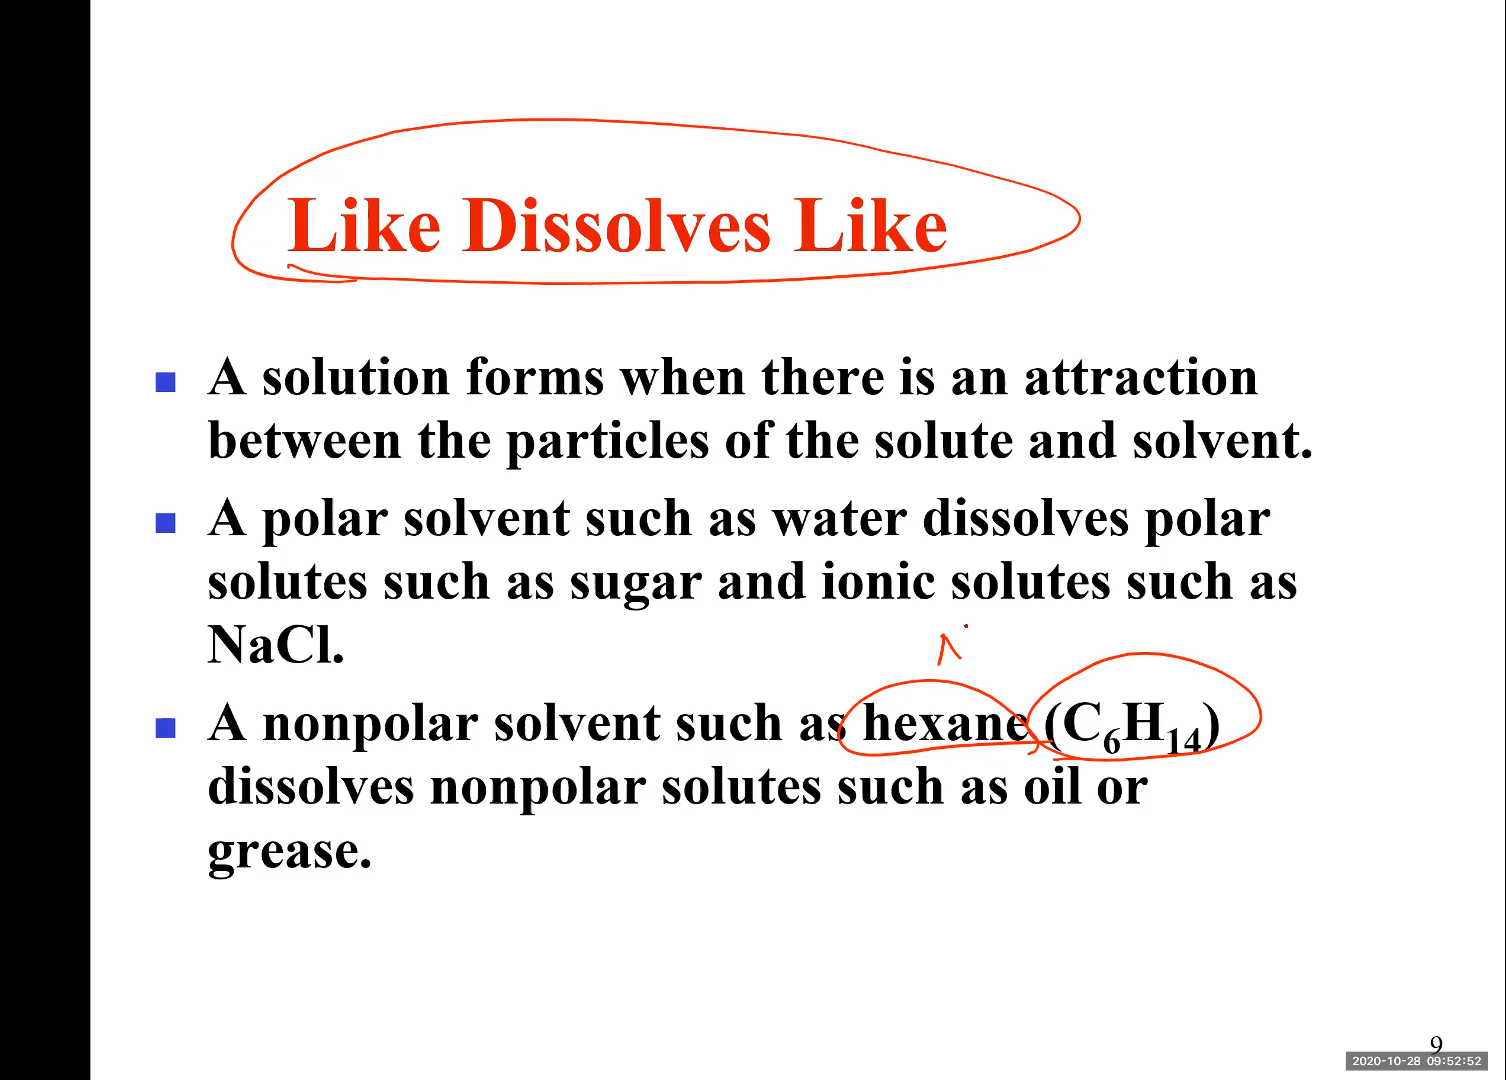 Like Dissolves Like
■ A solution forms when there is an attraction
between the particles of the solute and solvent.
■ A polar solvent such as water dissolves polar
solutes such as sugar and ionic solutes such as
NaCl.
■ A nonpolar solvent such as hexane (C₆H₁₄)
dissolves nonpolar solutes such as oil or
grease.
9
2020-10-28 09:52:52